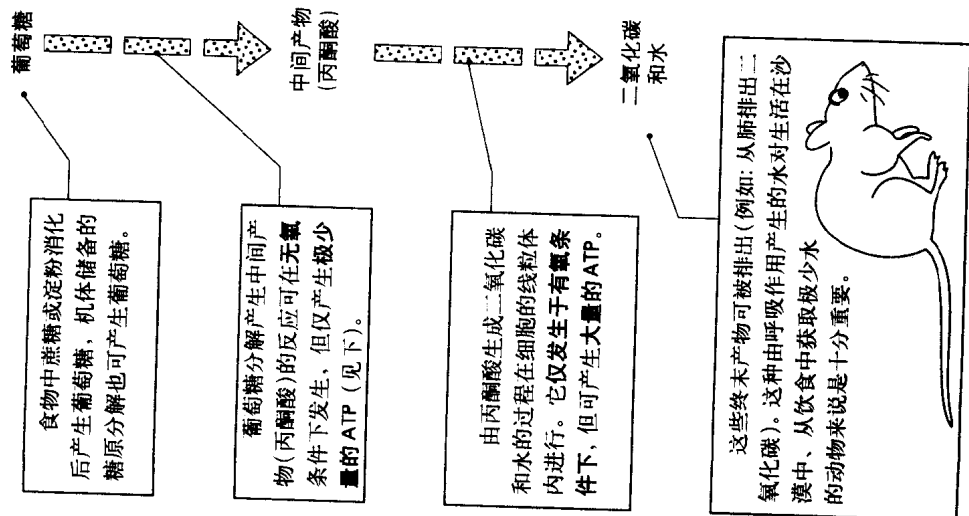 葡萄糖
中间产物
(丙酮酸)
二氧化碳
和水
食物中蔗糖或淀粉消化
后产生葡萄糖，机体储备的
糖原分解也可产生葡萄糖。
葡萄糖分解产生中间产
物(丙酮酸)的反应可在无氧
条件下发生，但仅产生极少
量的ATP（见下）。
由丙酮酸生成二氧化碳
和水的过程在细胞的线粒体
内进行。它仅发生于有氧条
件下，但可产生大量的ATP。
这些终末产物可被排出(例如: 从肺排出二
氧化碳)。这种由呼吸作用产生的水对生活在沙
漠中、从饮食中获取极少水
的动物来说是十分重要。